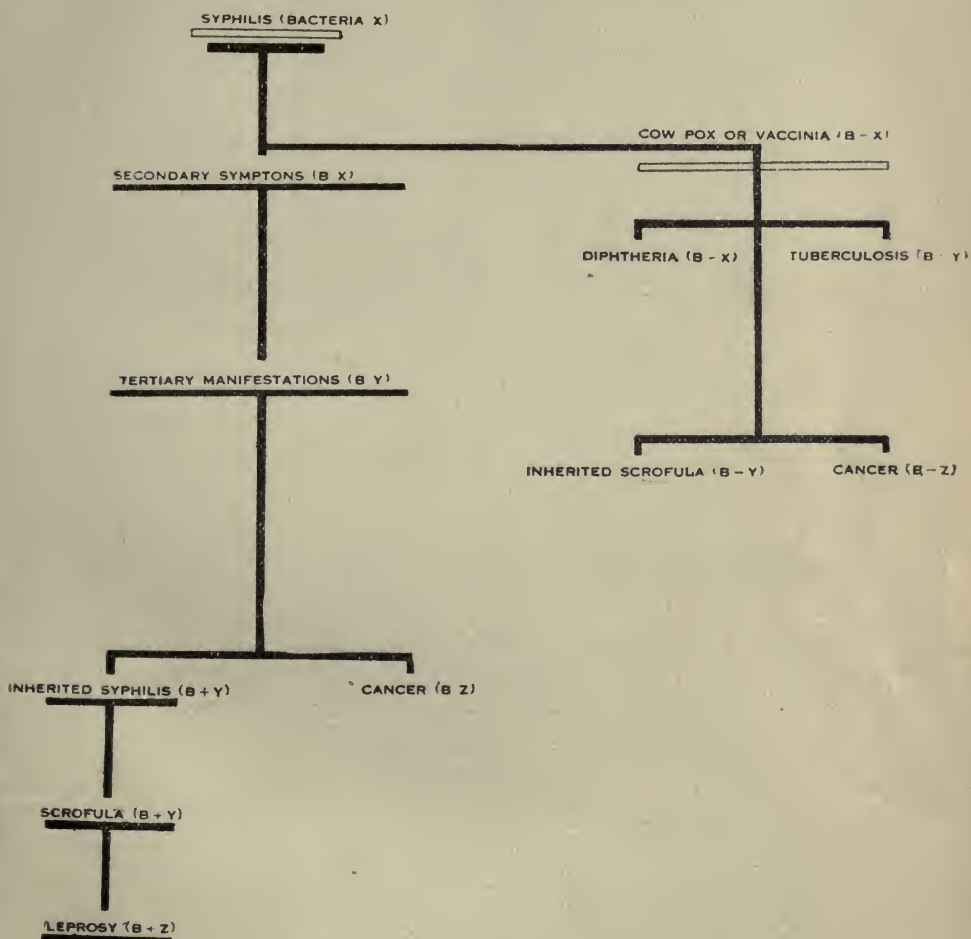 SYPHILIS (BACTERIA X)
COW POX OR VACCINIA (B - X)
SECONDARY SYMPTONS (B X)
DIPHTHERIA (B - X)
TUBERCULOSIS (B - Y)
TERTIARY MANIFESTATIONS (B Y)
INHERITED SCROFULA (B - Y)
CANCER (B - Z)
INHERITED SYPHILIS (B + Y)
CANCER (B Z)
SCROFULA (B + Y)
LEPROSY (B + Z)